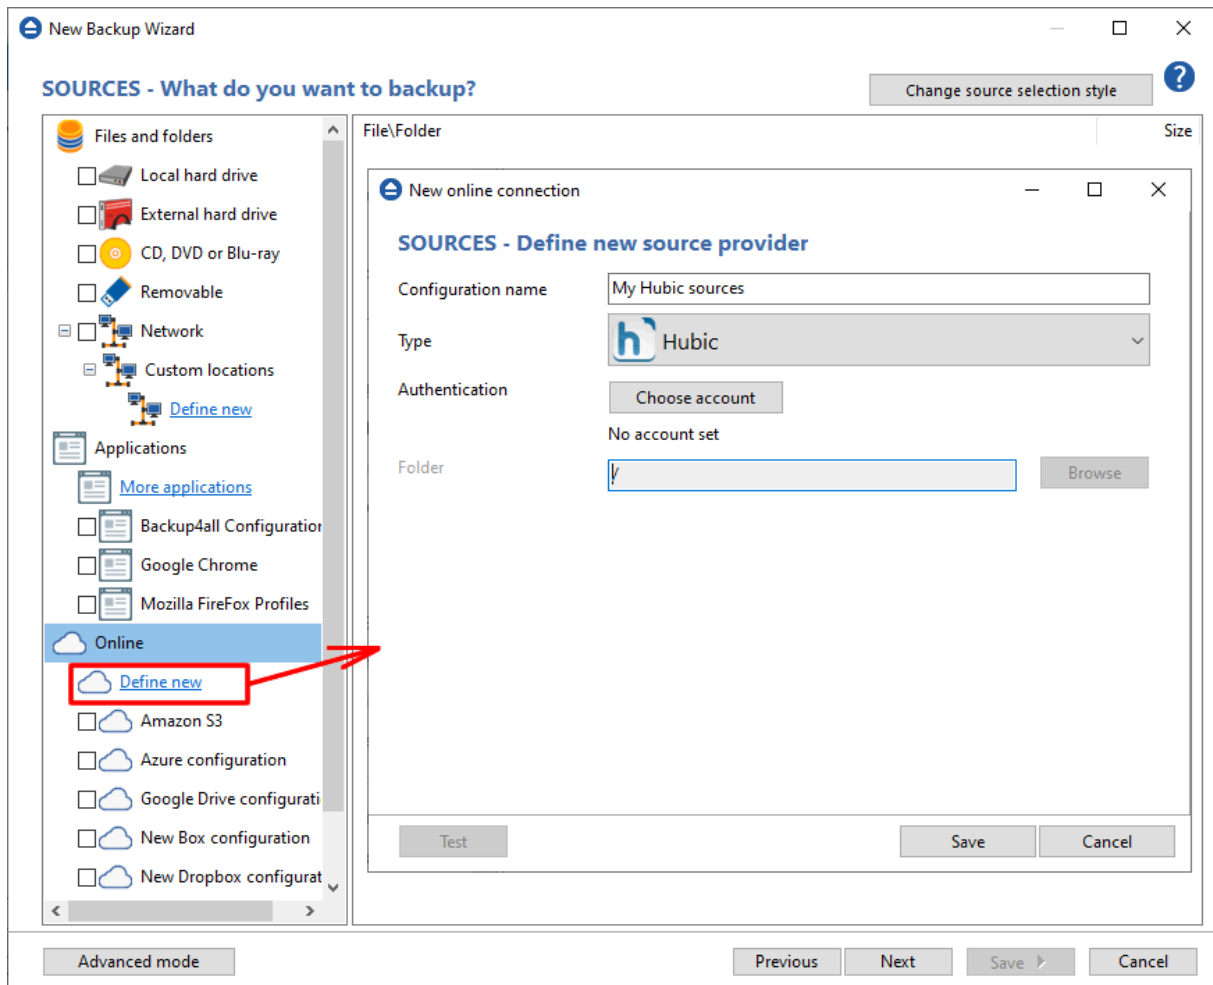 New Backup Wizard
SOURCES - What do you want to backup?
Change source selection style
?
Files and folders
Local hard drive
External hard drive
CD, DVD or Blu-ray
Removable
Network
Custom locations
Define new
Applications
More applications
Backup4all Configuration
Google Chrome
Mozilla FireFox Profiles
Online
Define new
Amazon S3
Azure configuration
Google Drive configurati
New Box configuration
New Dropbox configurat
File\Folder
Size
New online connection
SOURCES - Define new source provider
Configuration name
My Hubic sources
Type
h Hubic
Authentication
Choose account
No account set
Folder
/
Browse
Test
Save
Cancel
Advanced mode
Previous
Next
Save
Cancel